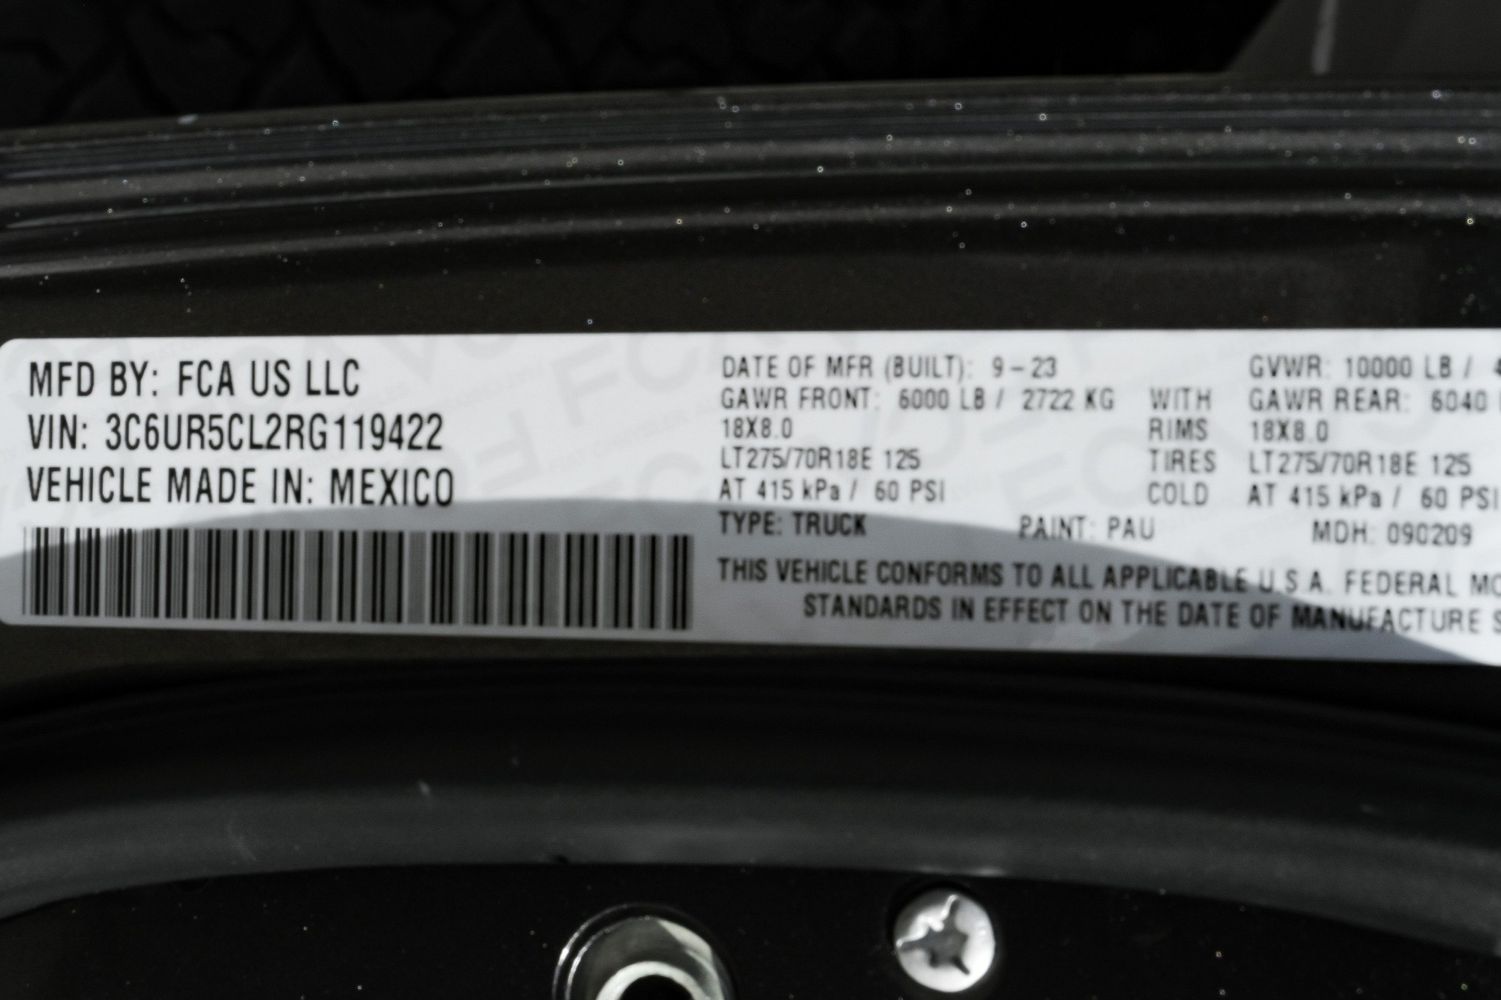 MFD BY: FCA US LLC
VIN: 3C6UR5CL2RG119422
VEHICLE MADE IN: MEXICO
DATE OF MFR (BUILT): 9-23 GVWR: 10000 LB /
GAWR FRONT: 6000 LB / 2722 KG WITH GAWR REAR: 6040
18X8.0 RIMS 18X8.0
LT275/70R18E 125 TIRES LT275/70R18E 125
AT 415 kPa / 60 PSI COLD AT 415 kPa / 60 PSI
TYPE: TRUCK PAINT: PAU MDH: 090209
THIS VEHICLE CONFORMS TO ALL APPLICABLE U.S.A. FEDERAL
STANDARDS IN EFFECT ON THE DATE OF MANUFACTURE